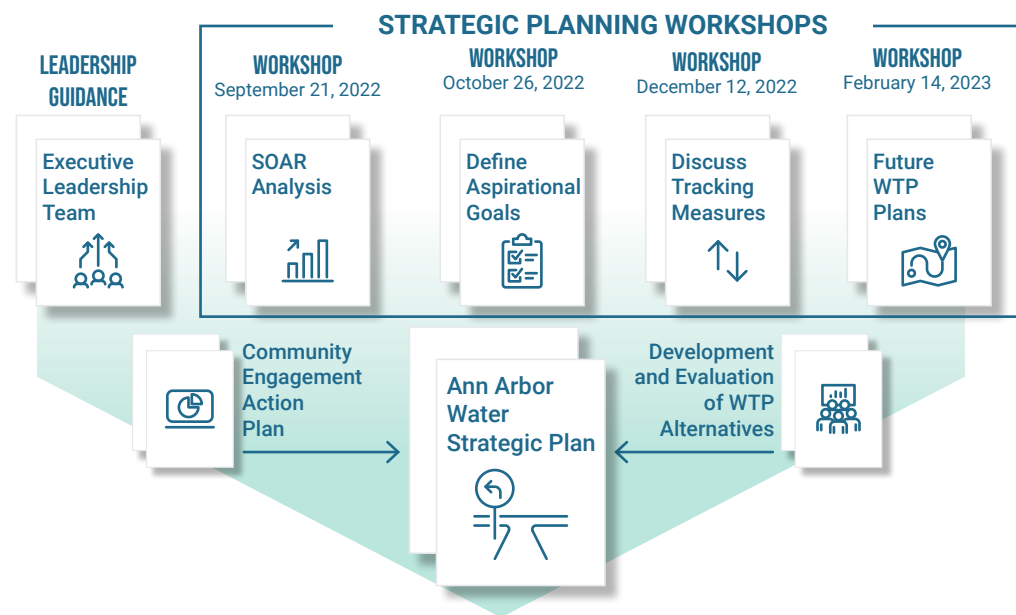 STRATEGIC PLANNING WORKSHOPS
LEADERSHIP
GUIDANCE
WORKSHOP
September 21, 2022
WORKSHOP
October 26, 2022
WORKSHOP
December 12, 2022
WORKSHOP
February 14, 2023
Executive
Leadership
Team
SOAR
Analysis
Define
Aspirational
Goals
Discuss
Tracking
Measures
Future
WTP
Plans
Community
Engagement
Action
Plan
Ann Arbor
Water
Strategic Plan
Development
and Evaluation
of WTP
Alternatives